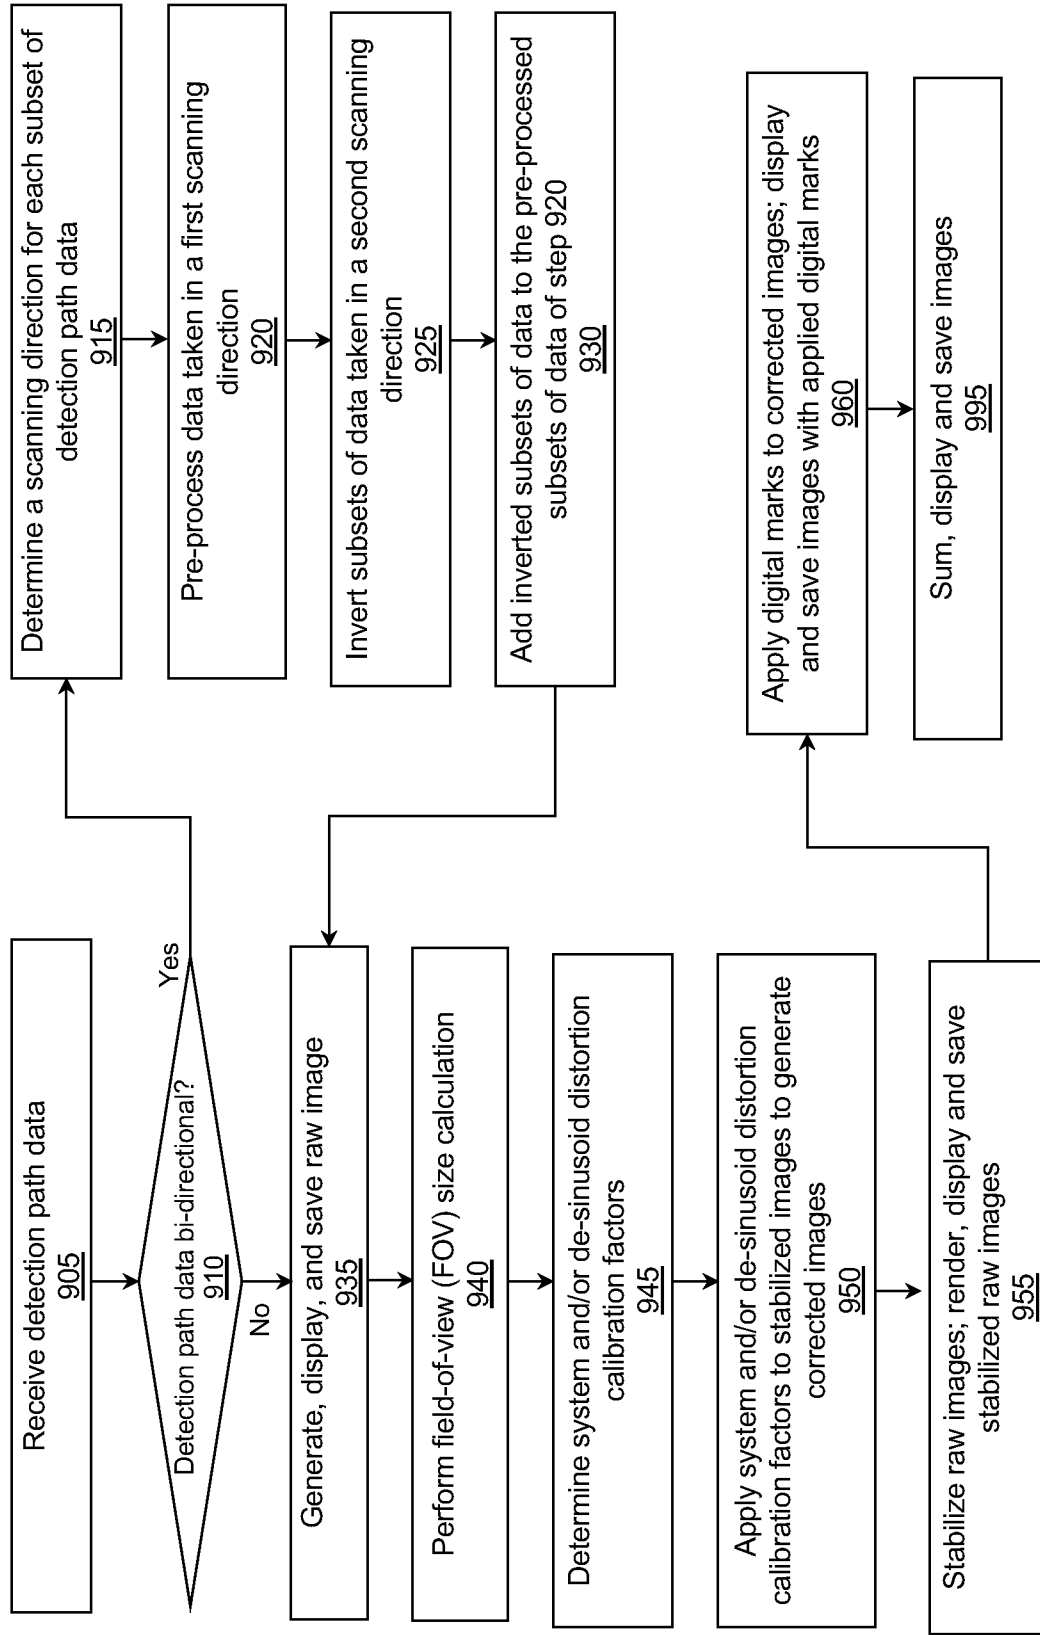 Receive detection path data
905
Detection path data bi-directional?
910
Yes
No
Determine a scanning direction for each subset of
detection path data
915
Pre-process data taken in a first scanning
direction
920
Invert subsets of data taken in a second scanning
direction
925
Add inverted subsets of data to the pre-processed
subsets of data of step 920
930
Generate, display, and save raw image
935
Perform field-of-view (FOV) size calculation
940
Determine system and/or de-sinusoid distortion
calibration factors
945
Apply system and/or de-sinusoid distortion
calibration factors to stabilized images to generate
corrected images
950
Stabilize raw images; render, display and save
stabilized raw images
955
Apply digital marks to corrected images; display
and save images with applied digital marks
960
Sum, display and save images
995